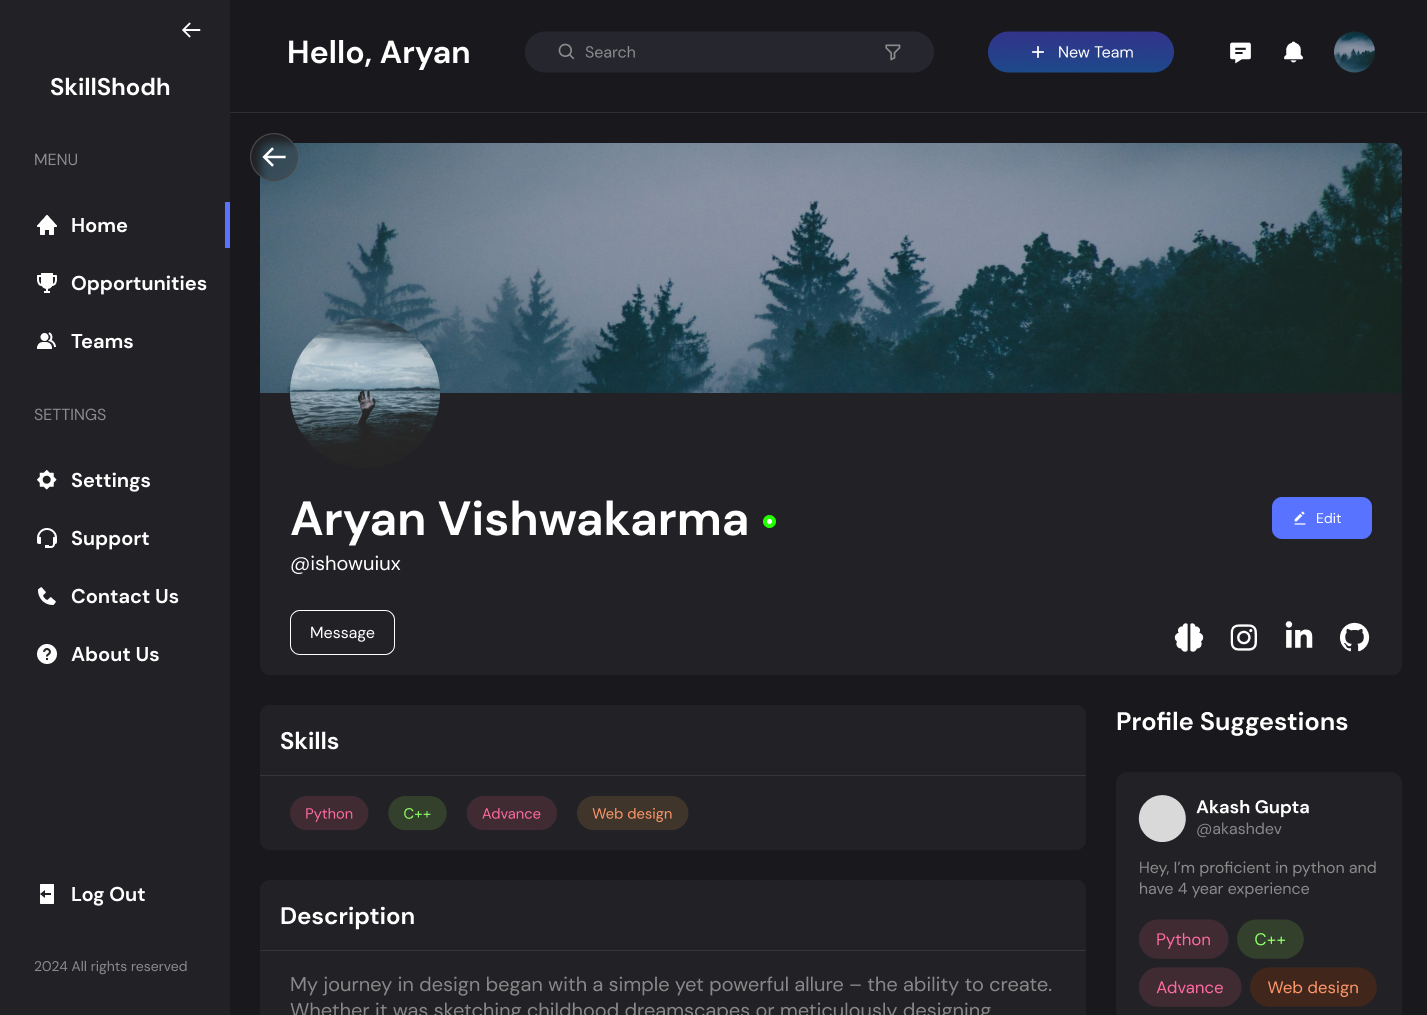 SkillShodh
MENU
Home
Opportunities
Teams
SETTINGS
Settings
Support
Contact Us
About Us
Log Out
2024 All rights reserved
Hello, Aryan
Search
New Team
Aryan Vishwakarma
@ishowuiux
Edit
Message
Skills
Python
C++
Advance
Web design
Description
My journey in design began with a simple yet powerful allure – the ability to create.
Whether it was sketching childhood dreamscapes or meticulously designing
Profile Suggestions
Akash Gupta
@akashdev
Hey, I'm proficient in python and
have 4 year experience
Python
C++
Advance
Web design